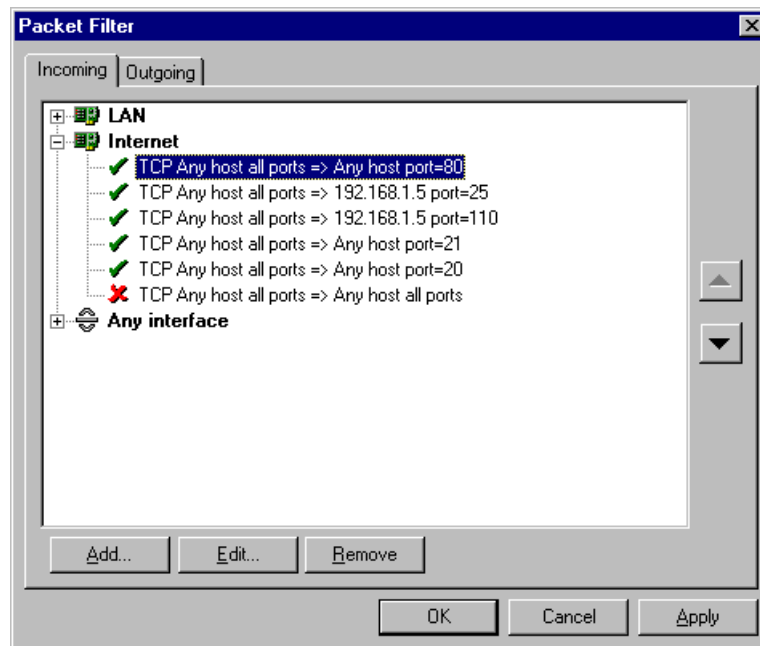 Packet Filter
Incoming Outgoing
LAN
Internet
TCP Any host all ports => Any host port=80
TCP Any host all ports => 192.168.1.5 port=25
TCP Any host all ports => 192.168.1.5 port=110
TCP Any host all ports => Any host port=21
TCP Any host all ports => Any host port=20
TCP Any host all ports => Any host all ports
Any interface
Add... Edit... Remove
OK Cancel Apply